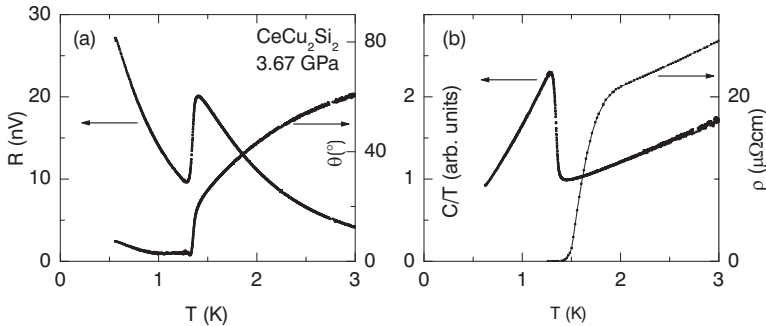 (a)
CeCu₂Si₂
3.67 GPa
30
20
10
0
R (nV)
80
40
0
θ(°)
0 1 2 3
T (K)
(b)
2
1
0
C/T (arb. units)
22
0
ρ (μΩcm)
0 1 2 3
T (K)